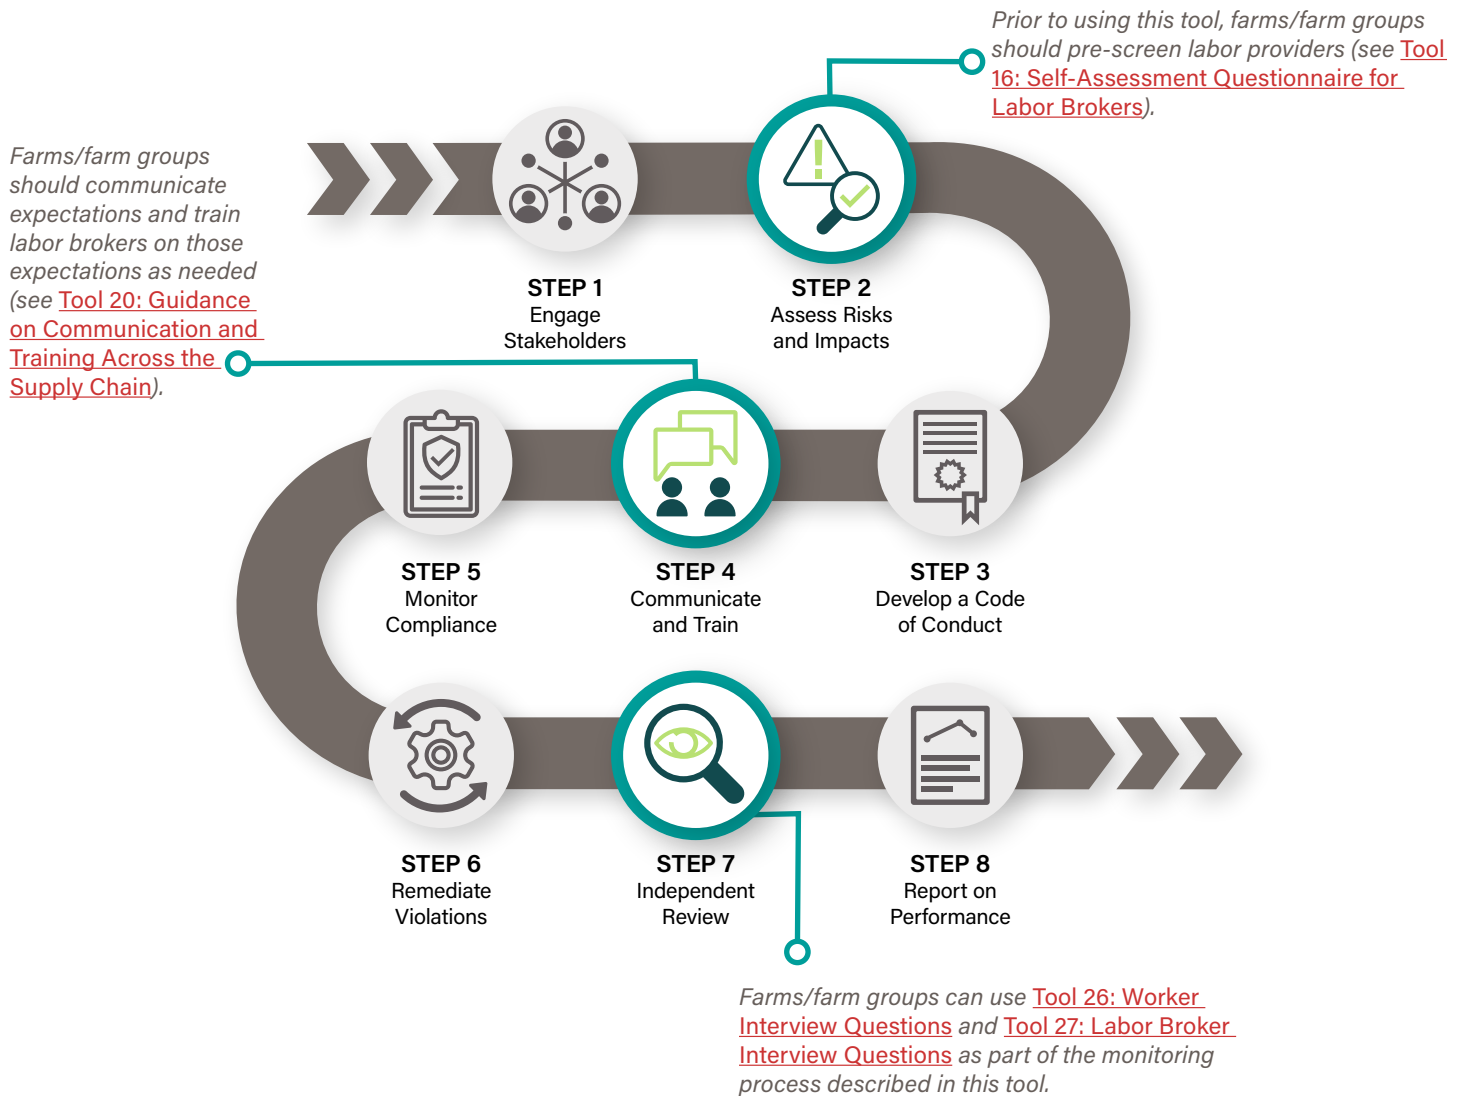 Prior to using this tool, farms/farm groups
should pre-screen labor providers (see Tool
16: Self-Assessment Questionnaire for
Labor Brokers).
Farms/farm groups
should communicate
expectations and train
labor brokers on those
expectations as needed
(see Tool 20: Guidance
on Communication and
Training Across the
Supply Chain).
STEP 1
Engage
Stakeholders
STEP 2
Assess Risks
and Impacts
STEP 3
Develop a Code
of Conduct
STEP 4
Communicate
and Train
STEP 5
Monitor
Compliance
STEP 6
Remediate
Violations
STEP 7
Independent
Review
STEP 8
Report on
Performance
Farms/farm groups can use Tool 26: Worker
Interview Questions and Tool 27: Labor Broker
Interview Questions as part of the monitoring
process described in this tool.